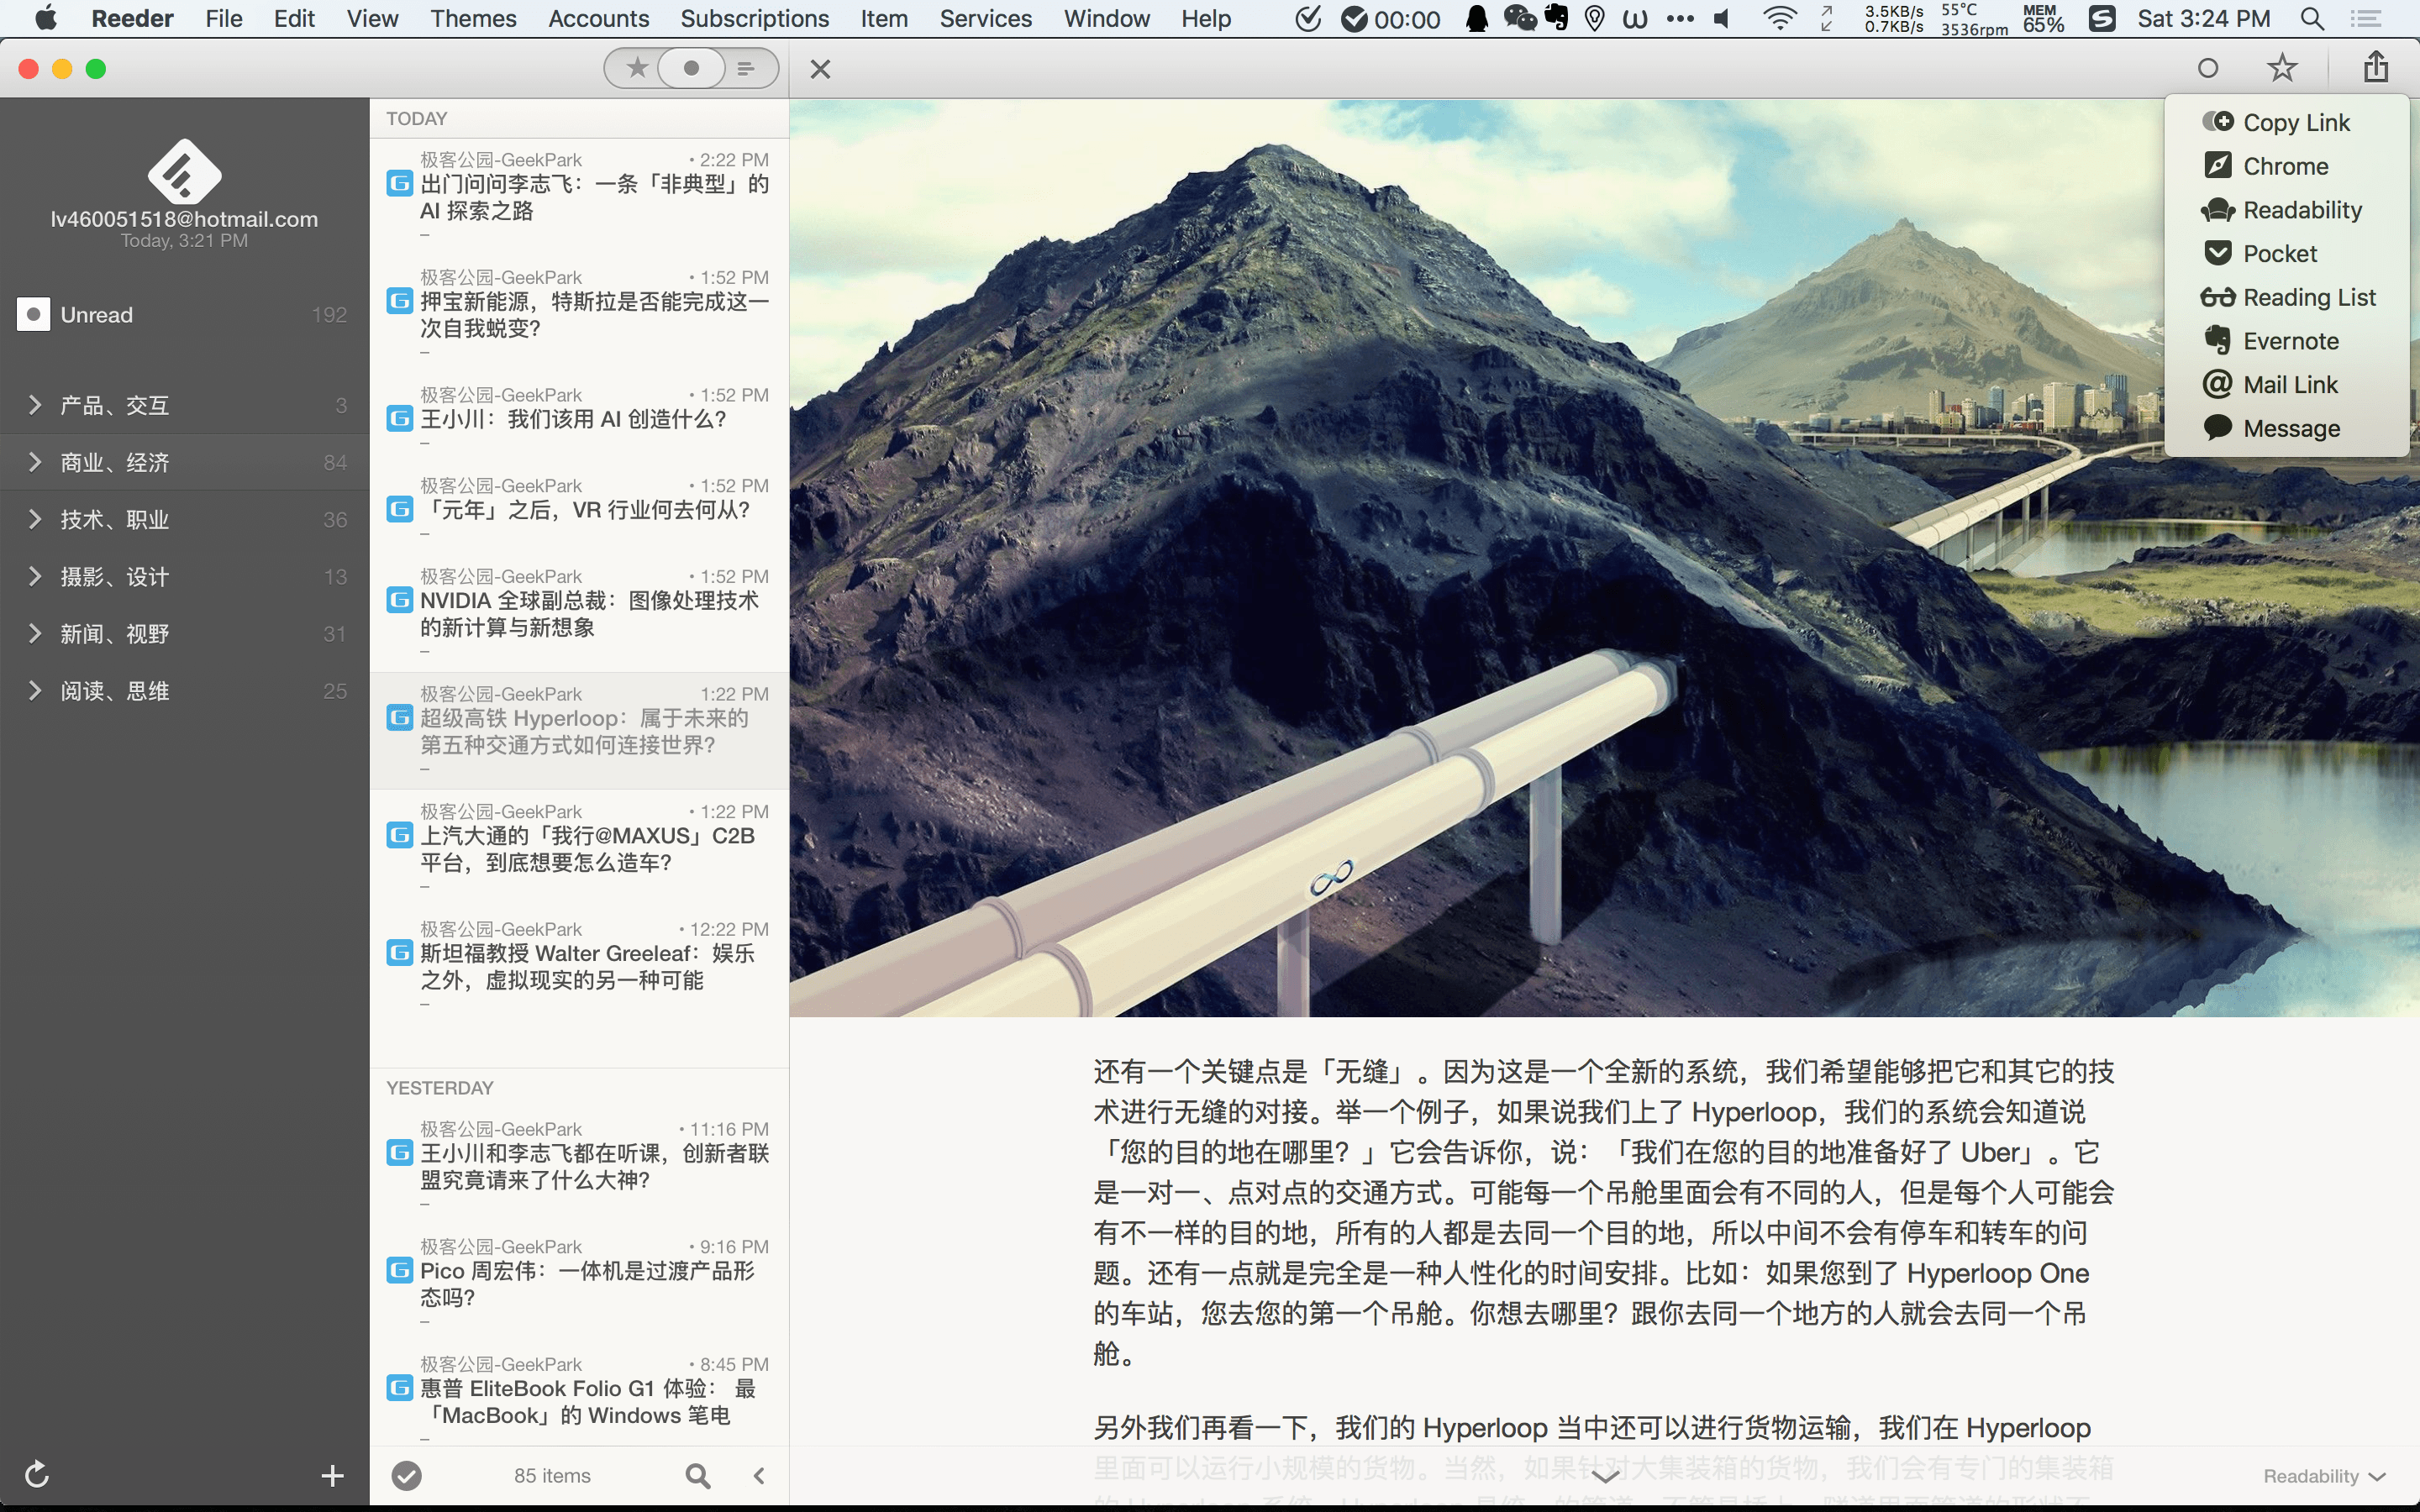 Reeder File Edit View Themes Accounts Subscriptions Item Services Window Help 00:00 3.5KB/s 0.7KB/s 55°C 3536rpm MEM 65% Sat 3:24 PM
lv460051518@hotmail.com
Today, 3:21 PM
Unread 192
产品、交互 3
商业、经济 84
技术、职业 36
摄影、设计 13
新闻、视野 31
阅读、思维 25
TODAY
极客公园-GeekPark • 2:22 PM
出门问问李志飞：一条「非典型」的
AI 探索之路
–
极客公园-GeekPark • 1:52 PM
押宝新能源，特斯拉是否能完成这一
次自我蜕变？
–
极客公园-GeekPark • 1:52 PM
王小川：我们该用 AI 创造什么？
–
极客公园-GeekPark • 1:52 PM
「元年」之后，VR 行业何去何从？
–
极客公园-GeekPark • 1:52 PM
NVIDIA 全球副总裁：图像处理技术
的新计算与新想象
–
极客公园-GeekPark 1:22 PM
超级高铁 Hyperloop：属于未来的
第五种交通方式如何连接世界？
–
极客公园-GeekPark • 1:22 PM
上汽大通的「我行@MAXUS」C2B
平台，到底想要怎么造车？
–
极客公园-GeekPark • 12:22 PM
斯坦福教授 Walter Greeleaf：娱乐
之外，虚拟现实的另一种可能
–
YESTERDAY
极客公园-GeekPark • 11:16 PM
王小川和李志飞都在听课，创新者联
盟究竟请来了什么大神？
–
极客公园-GeekPark • 9:16 PM
Pico 周宏伟：一体机是过渡产品形
态吗？
–
极客公园-GeekPark • 8:45 PM
惠普 EliteBook Folio G1 体验： 最
「MacBook」的 Windows 笔电
–
85 items
Copy Link
Chrome
Readability
Pocket
Reading List
Evernote
Mail Link
Message
还有一个关键点是「无缝」。因为这是一个全新的系统，我们希望能够把它和其它的技
术进行无缝的对接。举一个例子，如果说我们上了 Hyperloop，我们的系统会知道说
「您的目的地在哪里？」它会告诉你，说：「我们在您的目的地准备好了 Uber」。它
是一对一、点对点的交通方式。可能每一个吊舱里面会有不同的人，但是每个人可能会
有不一样的目的地，所有的人都是去同一个目的地，所以中间不会有停车和转车的问
题。还有一点就是完全是一种人性化的时间安排。比如：如果您到了 Hyperloop One
的车站，您去您的第一个吊舱。你想去哪里？跟你去同一个地方的人就会去同一个吊
舱。
另外我们再看一下，我们的 Hyperloop 当中还可以进行货物运输，我们在 Hyperloop
里面可以运行小规模的货物。当然，如果针对大集装箱的货物，我们会有专门的集装箱
Readability